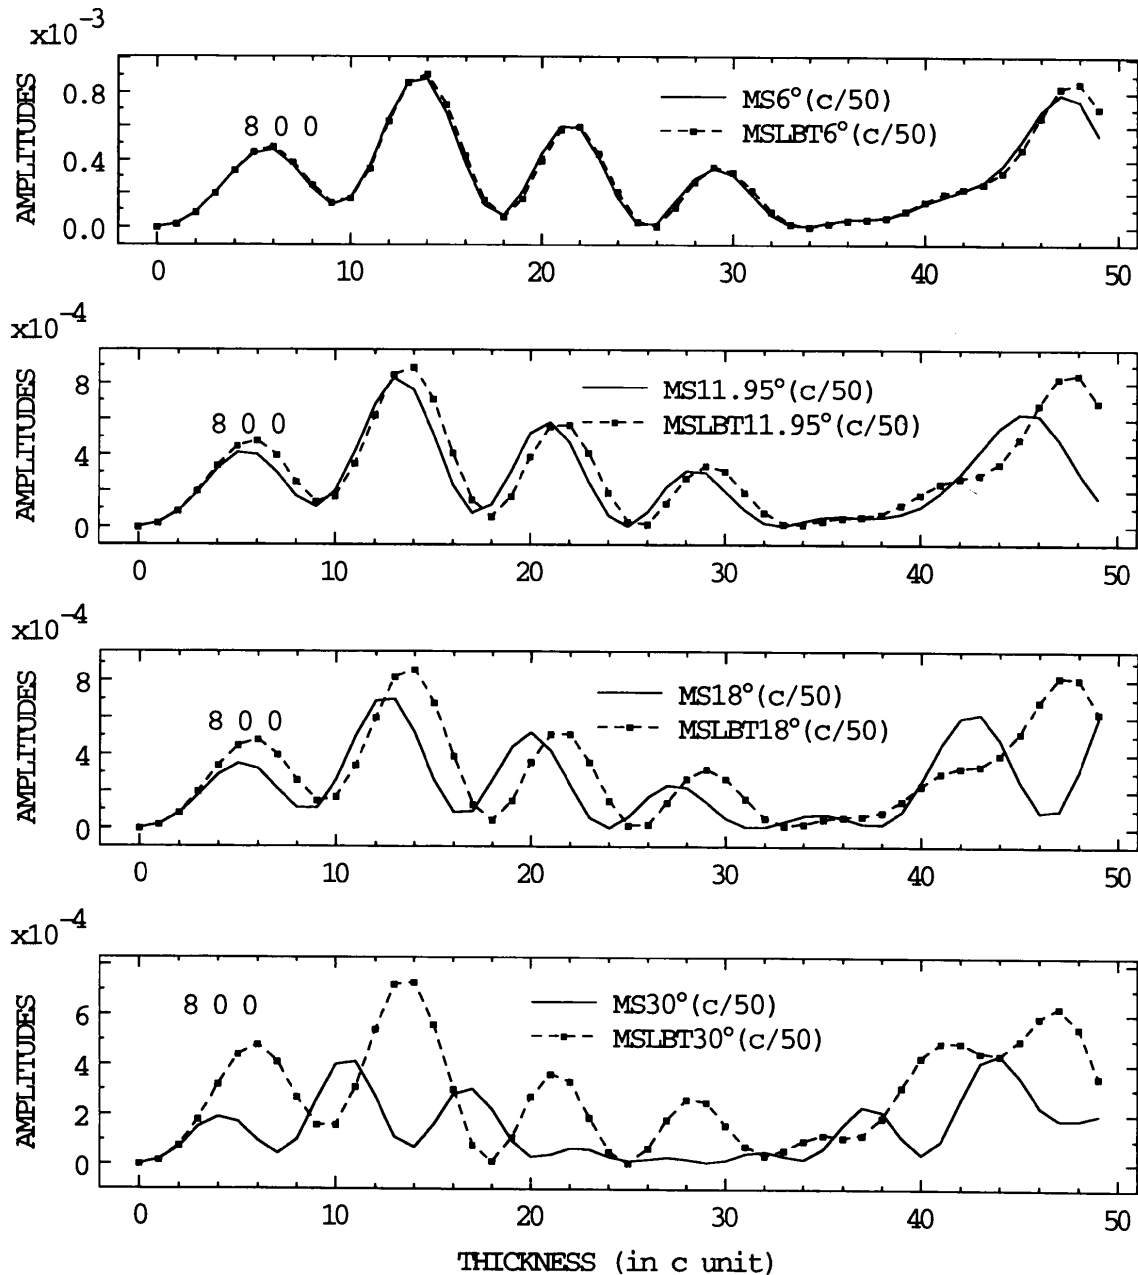 x10⁻³
AMPLITUDES
0.8
0.4
0.0
8 0 0
MS6°(c/50)
MSLBT6°(c/50)
0 10 20 30 40 50
x10⁻⁴
AMPLITUDES
8
4
0
8 0 0
MS11.95°(c/50)
MSLBT11.95°(c/50)
0 10 20 30 40 50
x10⁻⁴
AMPLITUDES
8
4
0
8 0 0
MS18°(c/50)
MSLBT18°(c/50)
0 10 20 30 40 50
x10⁻⁴
AMPLITUDES
6
4
2
0
8 0 0
MS30°(c/50)
MSLBT30°(c/50)
0 10 20 30 40 50
THICKNESS (in c unit)